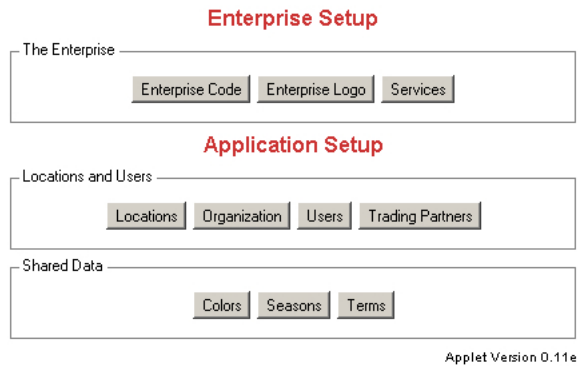 Enterprise Setup
The Enterprise
Enterprise Code Enterprise Logo Services
Application Setup
Locations and Users
Locations Organization Users Trading Partners
Shared Data
Colors Seasons Terms
Applet Version 0.11e